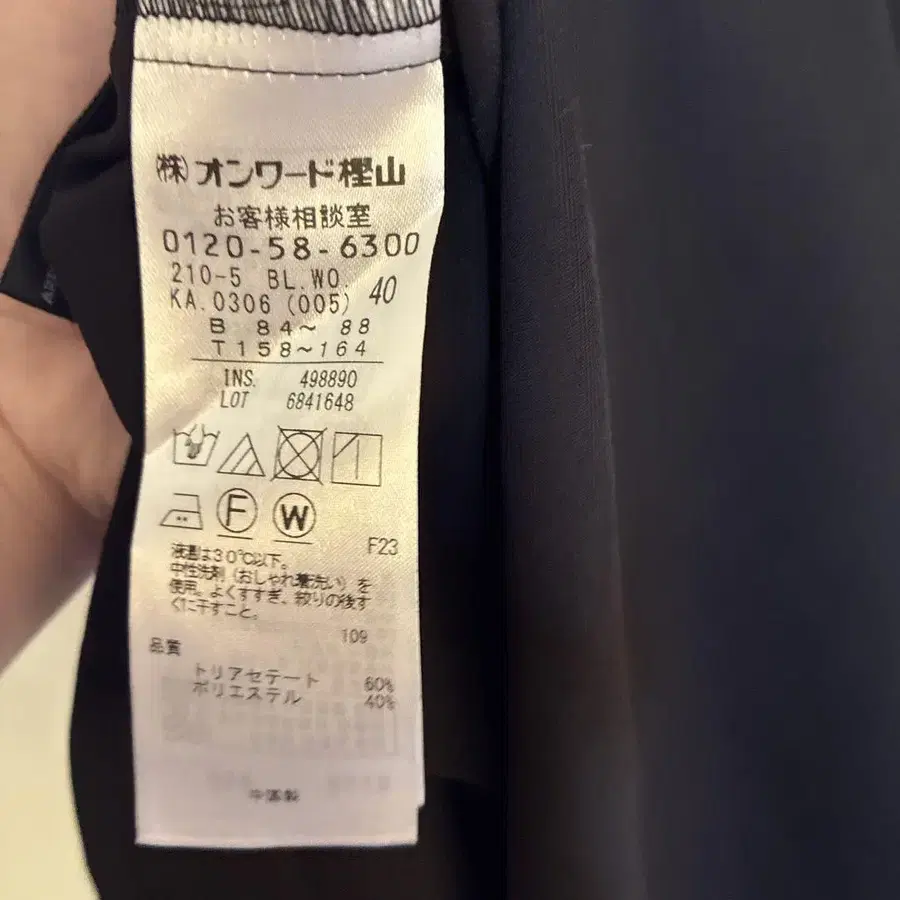 (株)オンワード樫山
お客様相談室
0120-58-6300
210-5 BL.WO.
KA.0306 (005) 40
B 84～ 88
T158～164
INS. 498890
LOT 6841648
F
W
F23
液温は30℃以下。
中性洗剤（おしゃれ着洗い）を
使用。よくすすぎ、絞りの後す
ぐに干すこと。
109
品質
トリアセテート 60%
ポリエステル 40%
中国製